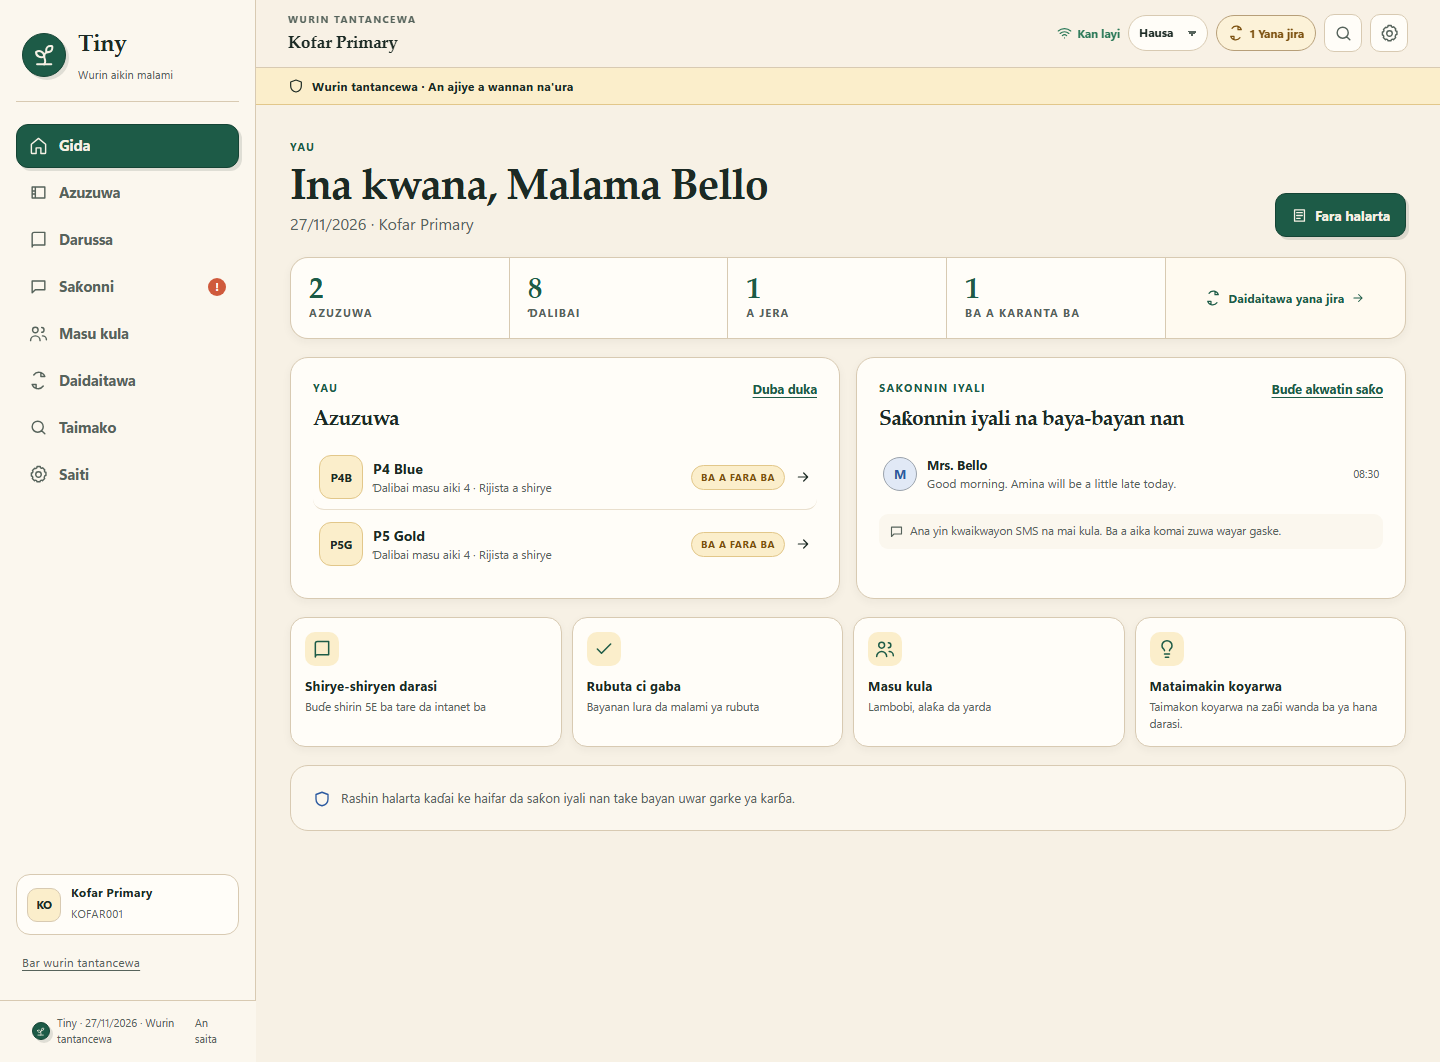 Tiny
Wurin aikin malami
Gida
Azuzuwa
Darussa
Saƙonni
!
Masu kula
Daidaitawa
Taimako
Saiti
KO
Kofar Primary
KOFAR001
Bar wurin tantancewa
Tiny · 27/11/2026 · Wurin
tantancewa
An
saita
WURIN TANTANCEWA
Kofar Primary
Kan layi
Hausa
1 Yana jira
Wurin tantancewa · An ajiye a wannan na'ura
YAU
Ina kwana, Malama Bello
27/11/2026 · Kofar Primary
Fara halarta
2
AZUZUWA
8
ƊALIBAI
1
A JERA
1
BA A KARANTA BA
Daidaitawa yana jira
YAU
Duba duka
Azuzuwa
P4B
P4 Blue
Ɗalibai masu aiki 4 · Rijista a shirye
BA A FARA BA
P5G
P5 Gold
Ɗalibai masu aiki 4 · Rijista a shirye
BA A FARA BA
SAƘONNIN IYALI
Buɗe akwatin saƙo
Saƙonnin iyali na baya-bayan nan
M
Mrs. Bello
08:30
Good morning. Amina will be a little late today.
Ana yin kwaikwayon SMS na mai kula. Ba a aika komai zuwa wayar gaske.
Shirye-shiryen darasi
Buɗe shirin 5E ba tare da intanet ba
Rubuta ci gaba
Bayanan lura da malami ya rubuta
Masu kula
Lambobi, alaƙa da yarda
Mataimakin koyarwa
Taimakon koyarwa na zaɓi wanda ba ya hana
darasi.
Rashin halarta kaɗai ke haifar da saƙon iyali nan take bayan uwar garke ya karɓa.